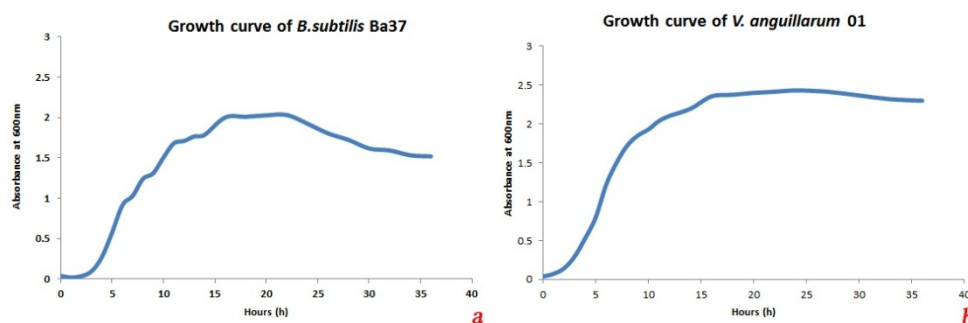 Growth curve of B.subtilis Ba37
3
2.5
2
1.5
1
0.5
0
Absorbance at 600nm
0 5 10 15 20 25 30 35 40
Hours (h)
a
Growth curve of V. anguillarum 01
3
2.5
2
1.5
1
0.5
0
Absorbance at 600nm
0 5 10 15 20 25 30 35 40
Hours (h)